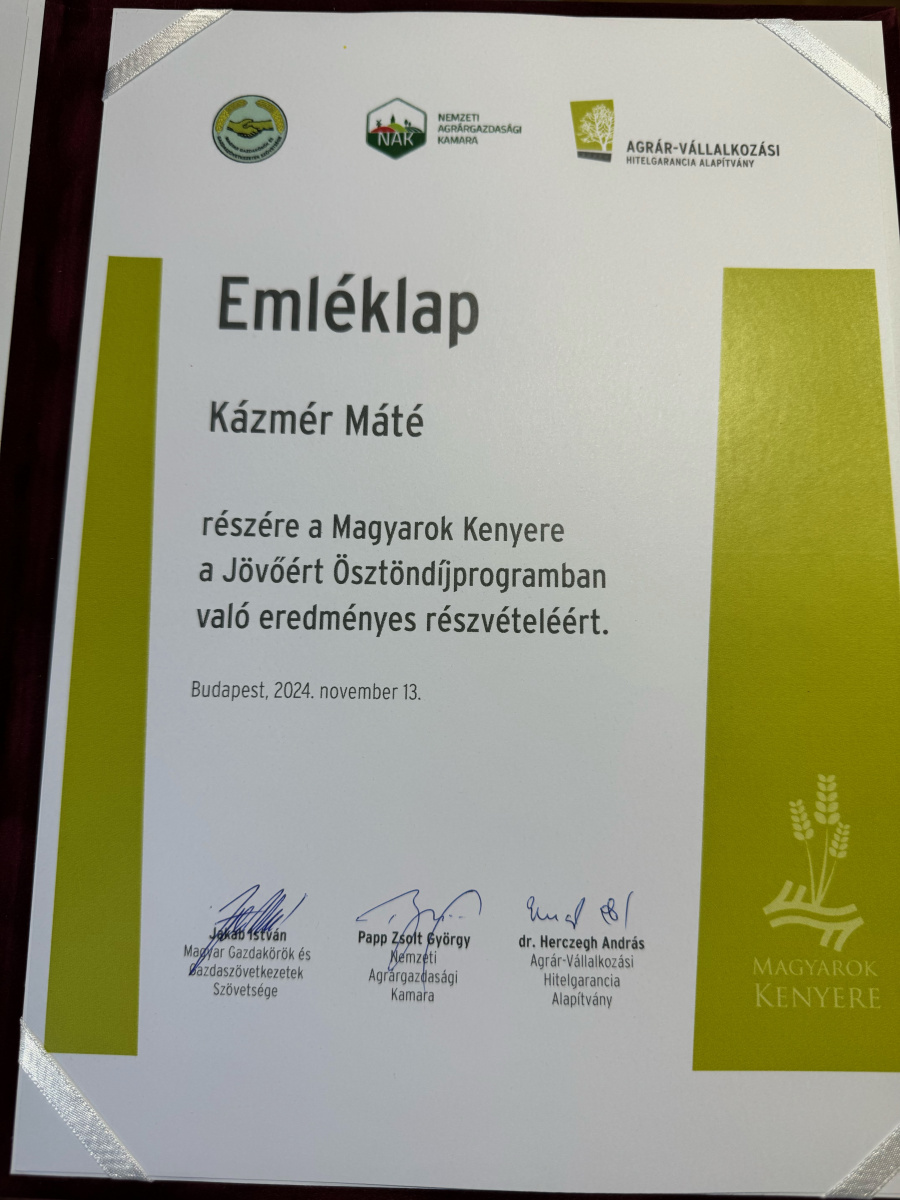 NAK
NEMZETI
AGRÁRGAZDASÁGI
KAMARA
AGRÁR-VÁLLALKOZÁSI
HITELGARANCIA ALAPÍTVÁNY
Emléklap
Kázmér Máté
részére a Magyarok Kenyere
a Jövőért Ösztöndíjprogramban
való eredményes részvételéért.
Budapest, 2024. november 13.
Jakab István
Magyar Gazdakörök és
Gazdaszövetkezetek
Szövetsége
Papp Zsolt György
Nemzeti
Agrárgazdasági
Kamara
dr. Herczegh András
Agrár-Vállalkozási
Hitelgarancia
Alapítvány
MAGYAROK
KENYERE